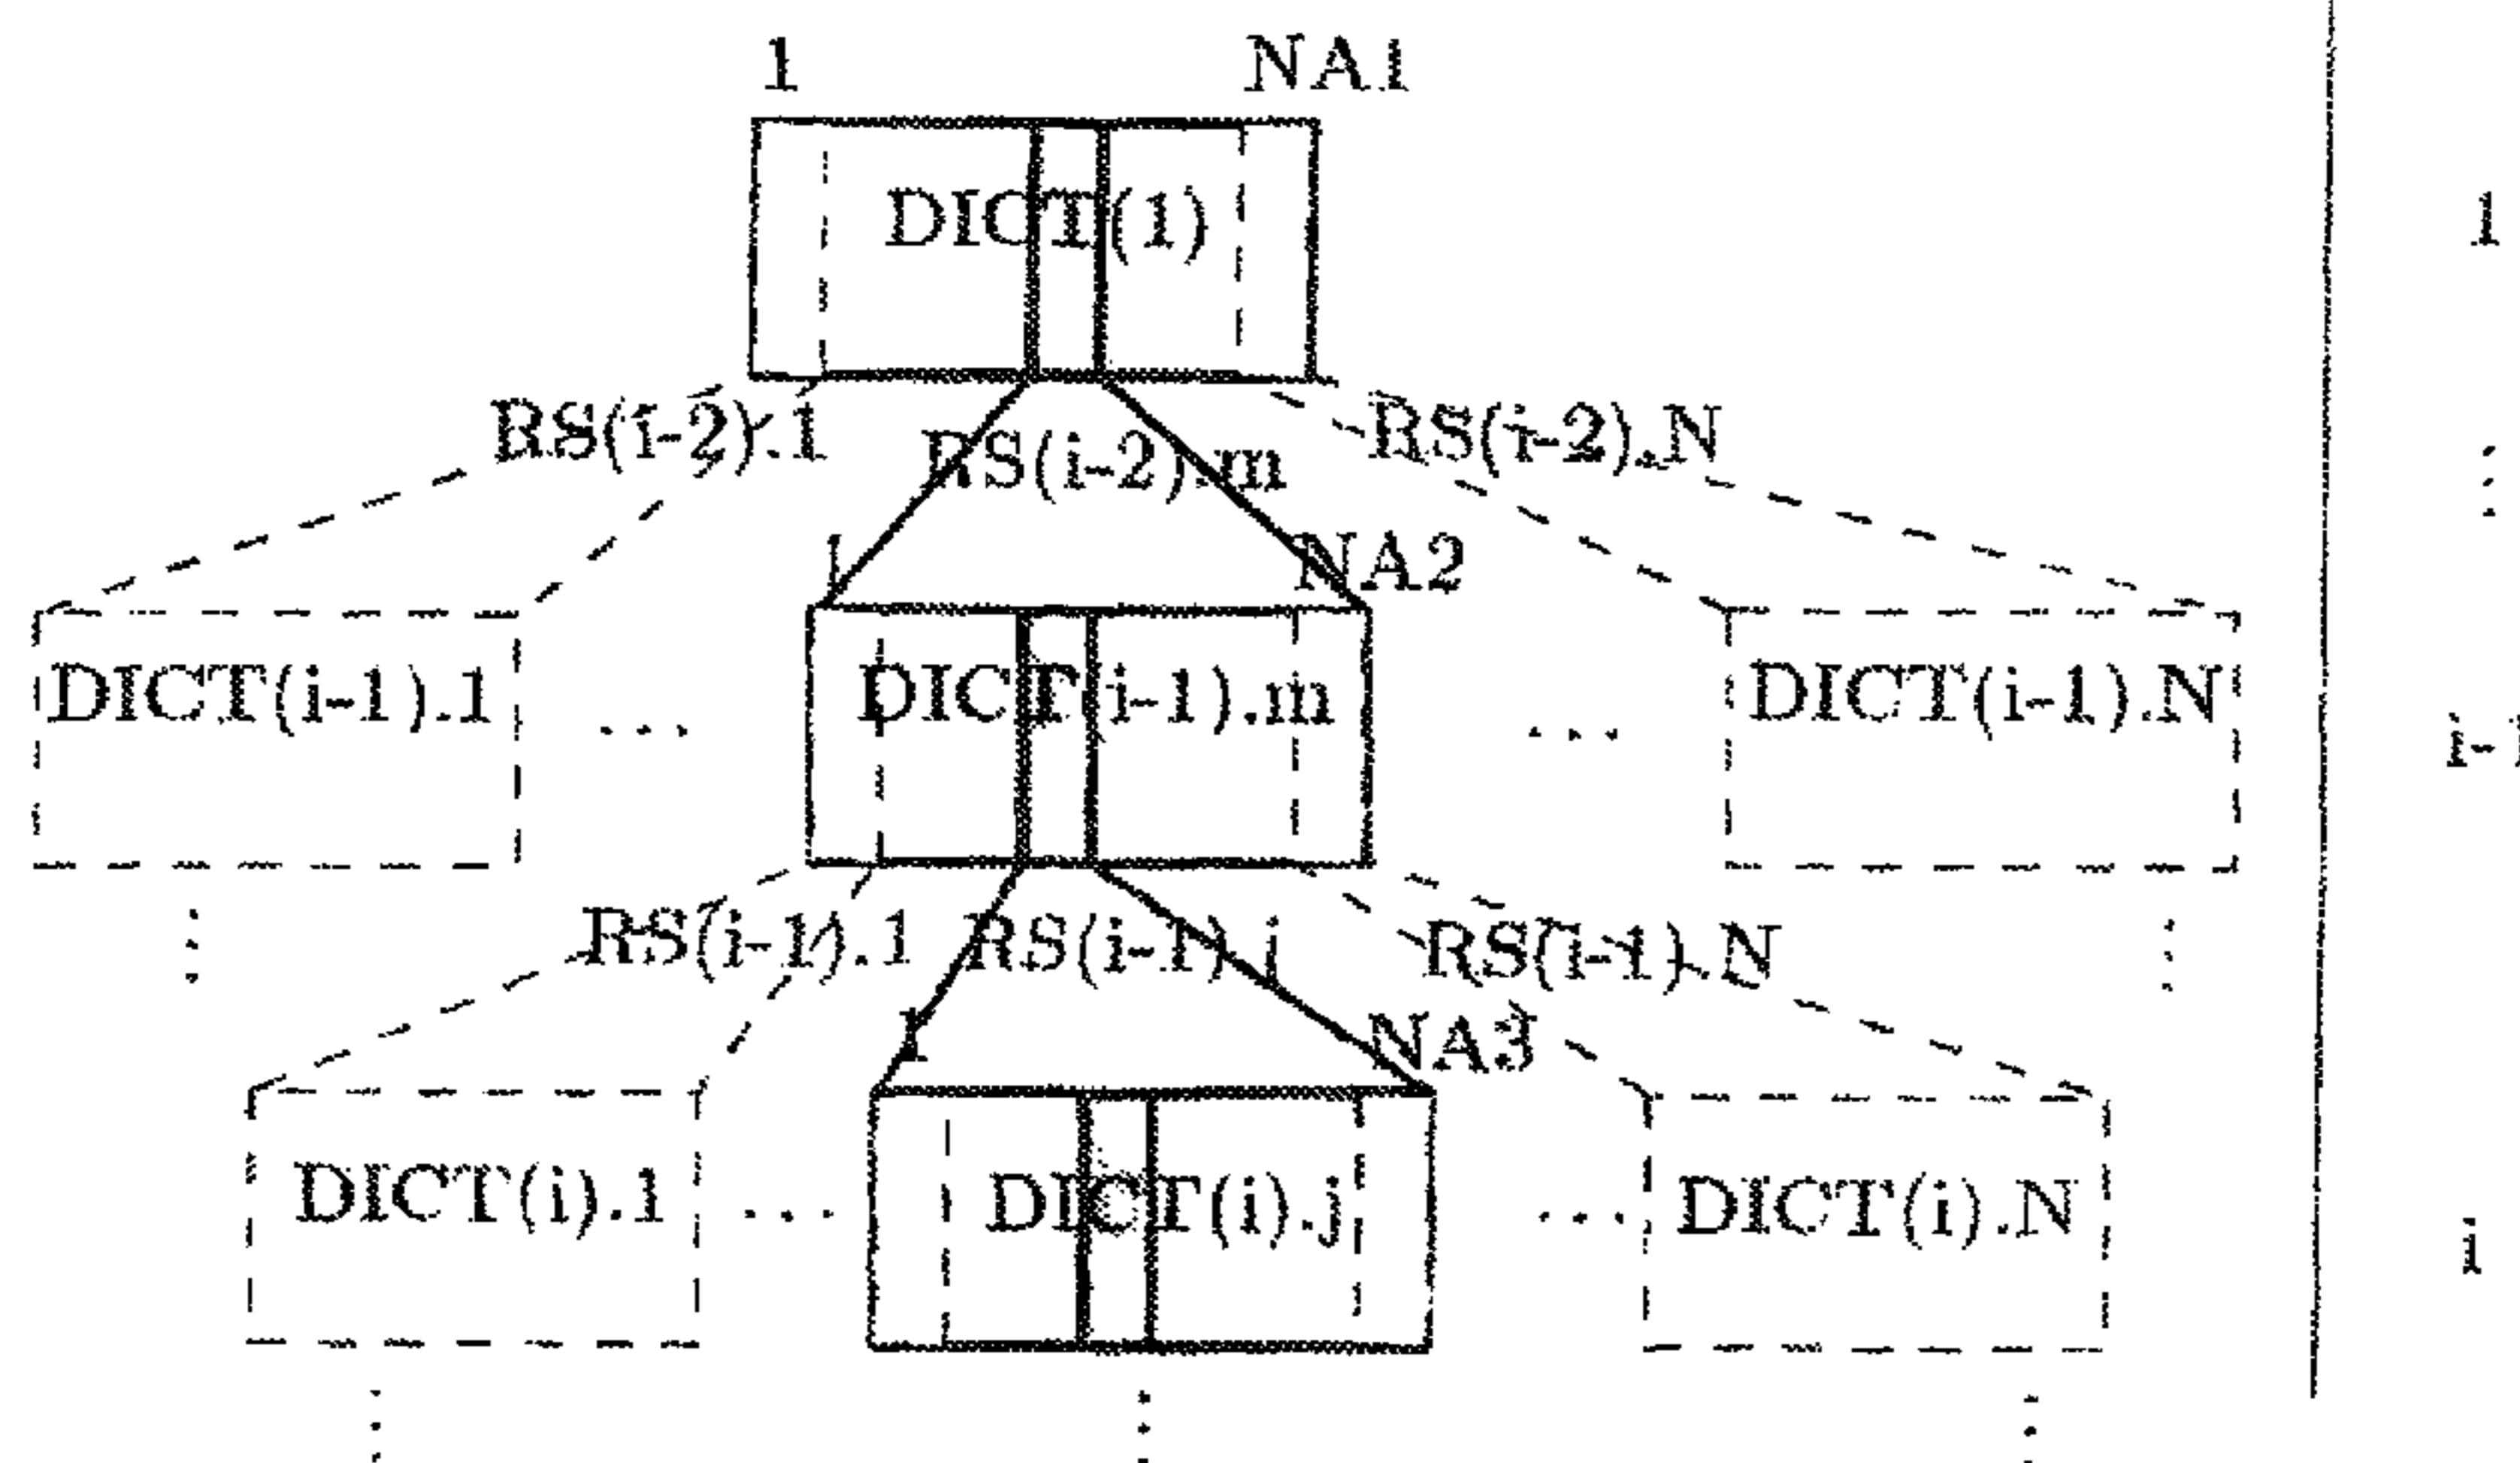 1 NA1
DICT(1) 1
RS(i-2).1 RS(i-2).m RS(i-2).N
1 NA2
DICT(i-1).1 ... DICT(i-1).m ... DICT(i-1).N i-1
RS(i-1).1 RS(i-1).j RS(i-1).N
1 NA3
DICT(i).1 ... DICT(i).j ... DICT(i).N i